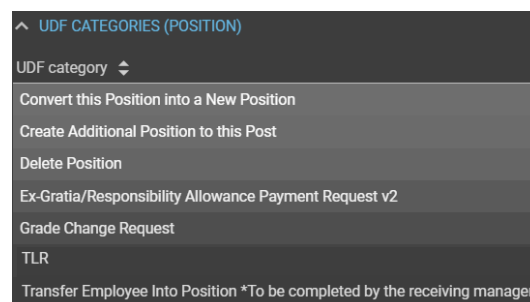 UDF CATEGORIES (POSITION)
UDF category
Convert this Position into a New Position
Create Additional Position to this Post
Delete Position
Ex-Gratia/Responsibility Allowance Payment Request v2
Grade Change Request
TLR
Transfer Employee Into Position *To be completed by the receiving manager